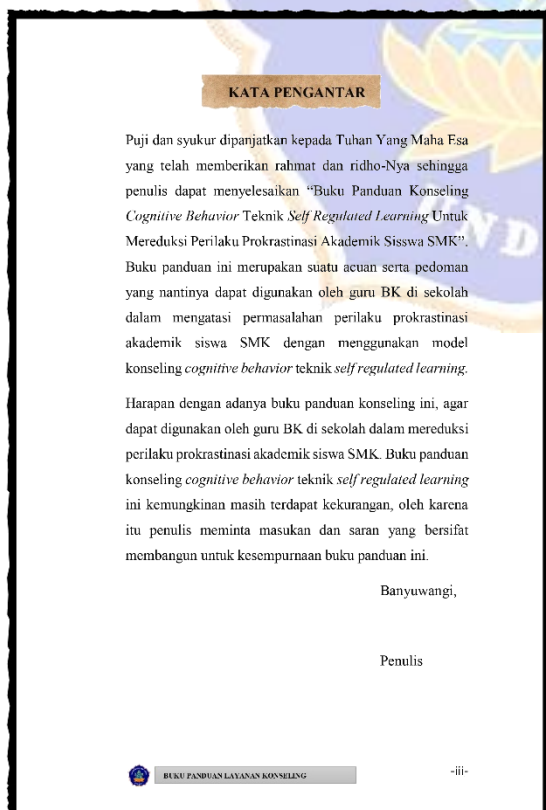 KATA PENGANTAR
Puji dan syukur dipanjatkan kepada Tuhan Yang Maha Esa
yang telah memberikan rahmat dan ridho-Nya sehingga
penulis dapat menyelesaikan “Buku Panduan Konseling
Cognitive Behavior Teknik Self Regulated Learning Untuk
Mereduksi Perilaku Prokrastinasi Akademik Sisswa SMK”.
Buku panduan ini merupakan suatu acuan serta pedoman
yang nantinya dapat digunakan oleh guru BK di sekolah
dalam mengatasi permasalahan perilaku prokrastinasi
akademik siswa SMK dengan menggunakan model
konseling cognitive behavior teknik self regulated learning.
Harapan dengan adanya buku panduan konseling ini, agar
dapat digunakan oleh guru BK di sekolah dalam mereduksi
perilaku prokrastinasi akademik siswa SMK. Buku panduan
konseling cognitive behavior teknik self regulated learning
ini kemungkinan masih terdapat kekurangan, oleh karena
itu penulis meminta masukan dan saran yang bersifat
membangun untuk kesempurnaan buku panduan ini.
Banyuwangi,
Penulis
BUKU PANDUAN LAYANAN KONSELING
-iii-